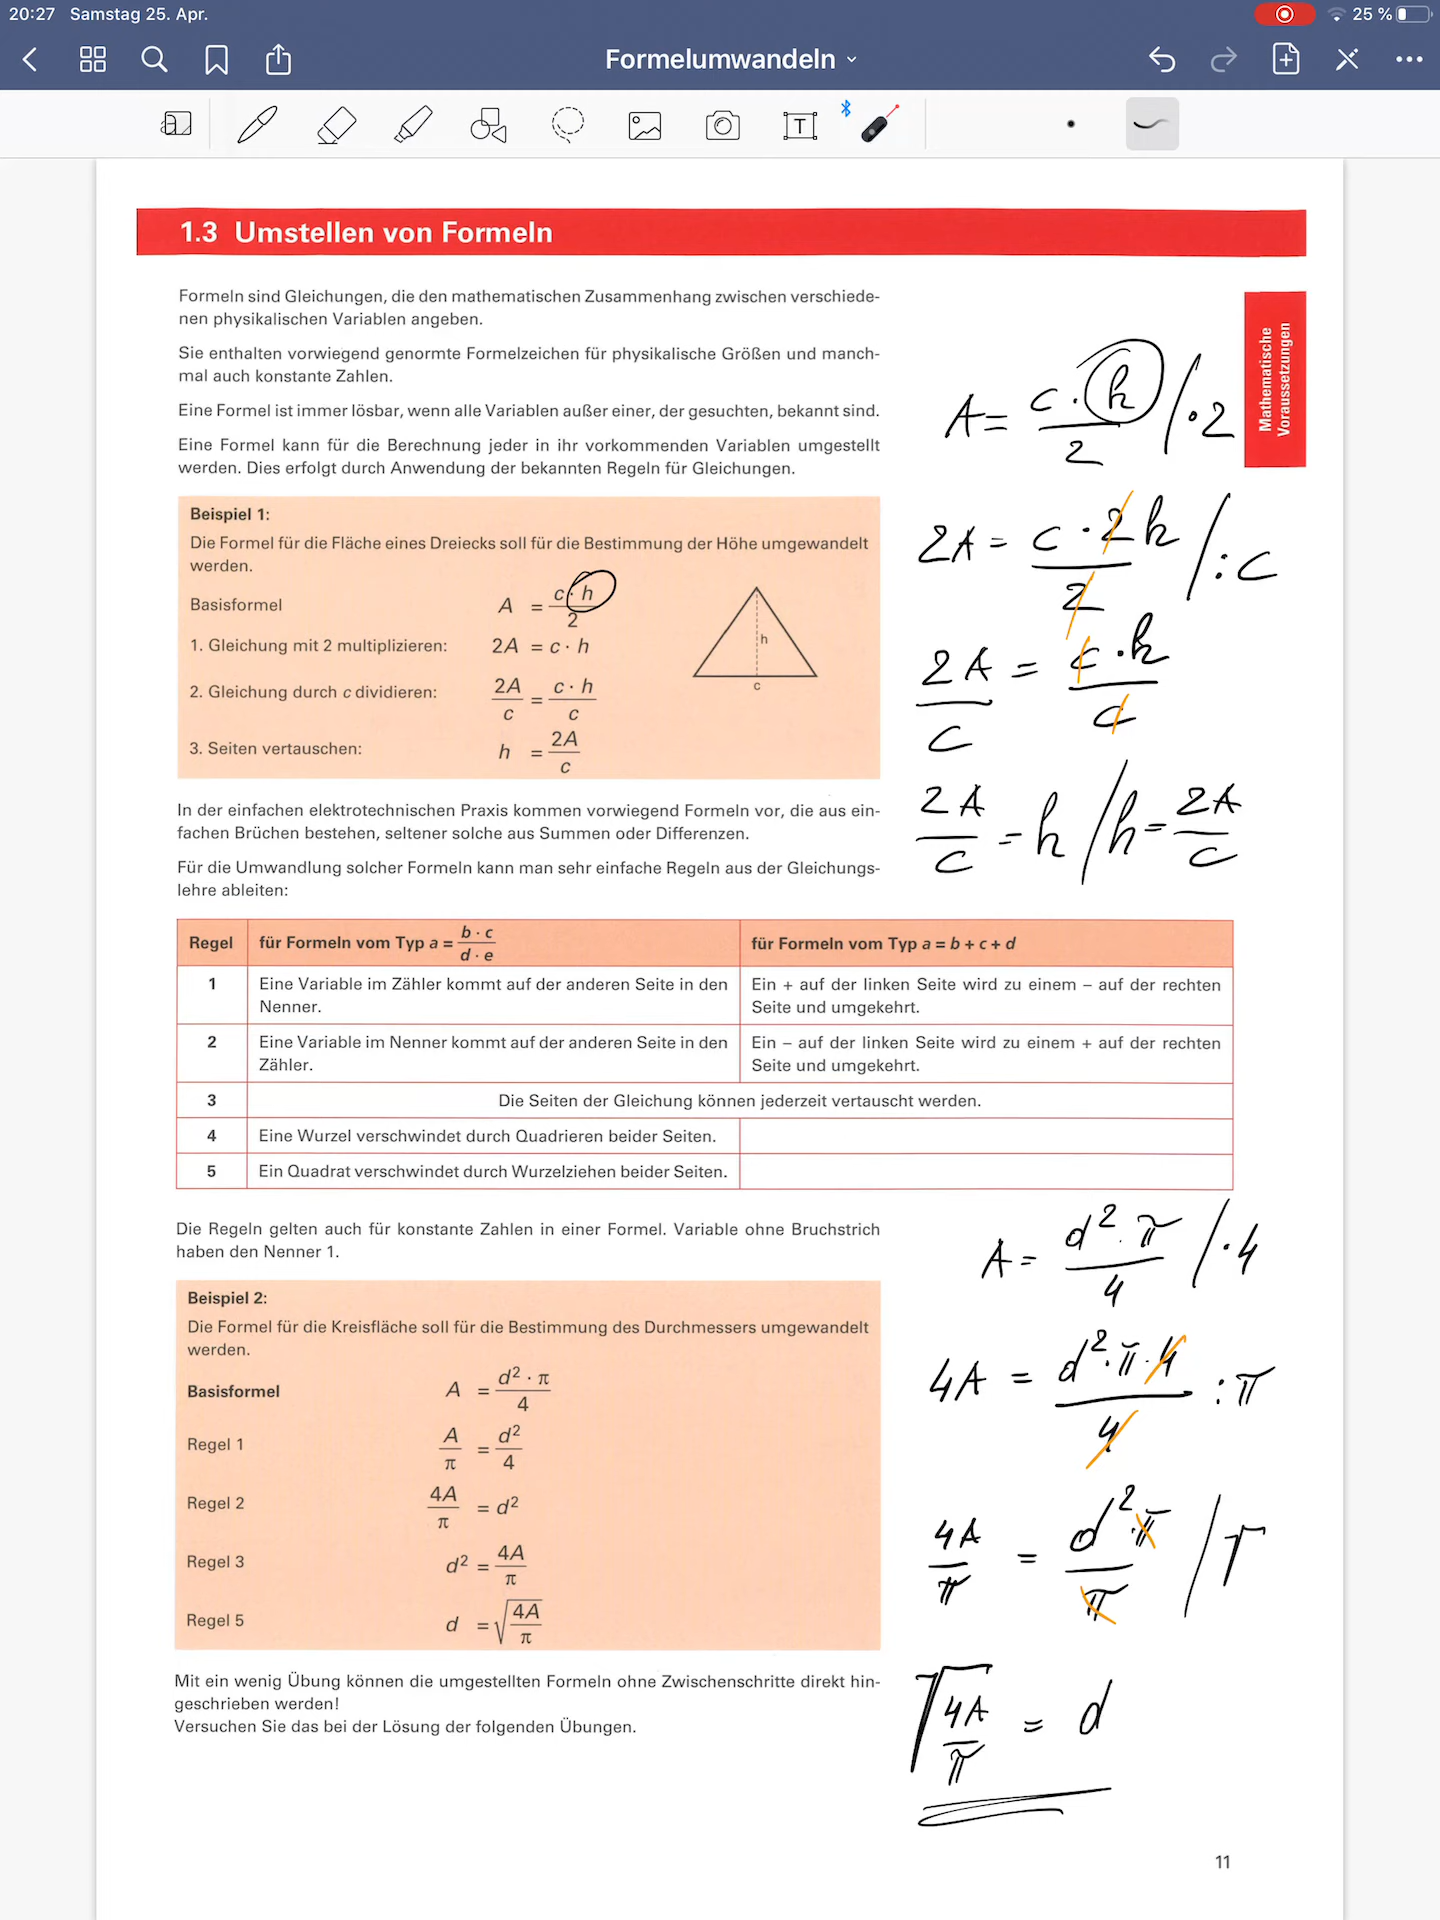 20:27 Samstag 25. Apr.
25 %
Formelumwandeln
1.3 Umstellen von Formeln
Mathematische
Voraussetzungen
Formeln sind Gleichungen, die den mathematischen Zusammenhang zwischen verschiede-
nen physikalischen Variablen angeben.
Sie enthalten vorwiegend genormte Formelzeichen für physikalische Größen und manch-
mal auch konstante Zahlen.
Eine Formel ist immer lösbar, wenn alle Variablen außer einer, der gesuchten, bekannt sind.
Eine Formel kann für die Berechnung jeder in ihr vorkommenden Variablen umgestellt
werden. Dies erfolgt durch Anwendung der bekannten Regeln für Gleichungen.
A = c · h / 2 / · 2
2A = c · 2h / 2 / : c
2A / c = c · h / c
2A / c = h / h = 2A / c
Beispiel 1:
Die Formel für die Fläche eines Dreiecks soll für die Bestimmung der Höhe umgewandelt
werden.
Basisformel A = c · h / 2
1. Gleichung mit 2 multiplizieren: 2A = c · h
2. Gleichung durch c dividieren: 2A / c = c · h / c
3. Seiten vertauschen: h = 2A / c
h
c
In der einfachen elektrotechnischen Praxis kommen vorwiegend Formeln vor, die aus ein-
fachen Brüchen bestehen, seltener solche aus Summen oder Differenzen.
Für die Umwandlung solcher Formeln kann man sehr einfache Regeln aus der Gleichungs-
lehre ableiten:
Regel für Formeln vom Typ a = b · c / d · e für Formeln vom Typ a = b + c + d
1 Eine Variable im Zähler kommt auf der anderen Seite in den
Nenner.
Ein + auf der linken Seite wird zu einem – auf der rechten
Seite und umgekehrt.
2 Eine Variable im Nenner kommt auf der anderen Seite in den
Zähler.
Ein – auf der linken Seite wird zu einem + auf der rechten
Seite und umgekehrt.
3 Die Seiten der Gleichung können jederzeit vertauscht werden.
4 Eine Wurzel verschwindet durch Quadrieren beider Seiten.
5 Ein Quadrat verschwindet durch Wurzelziehen beider Seiten.
Die Regeln gelten auch für konstante Zahlen in einer Formel. Variable ohne Bruchstrich
haben den Nenner 1.
Beispiel 2:
Die Formel für die Kreisfläche soll für die Bestimmung des Durchmessers umgewandelt
werden.
Basisformel A = d² · π / 4
Regel 1 A / π = d² / 4
Regel 2 4A / π = d²
Regel 3 d² = 4A / π
Regel 5 d = √(4A / π)
A = d² · π / 4 / · 4
4A = d² · π · 4 / 4 : π
4A / π = d² · π / π / √
√(4A / π) = d
Mit ein wenig Übung können die umgestellten Formeln ohne Zwischenschritte direkt hin-
geschrieben werden!
Versuchen Sie das bei der Lösung der folgenden Übungen.
11